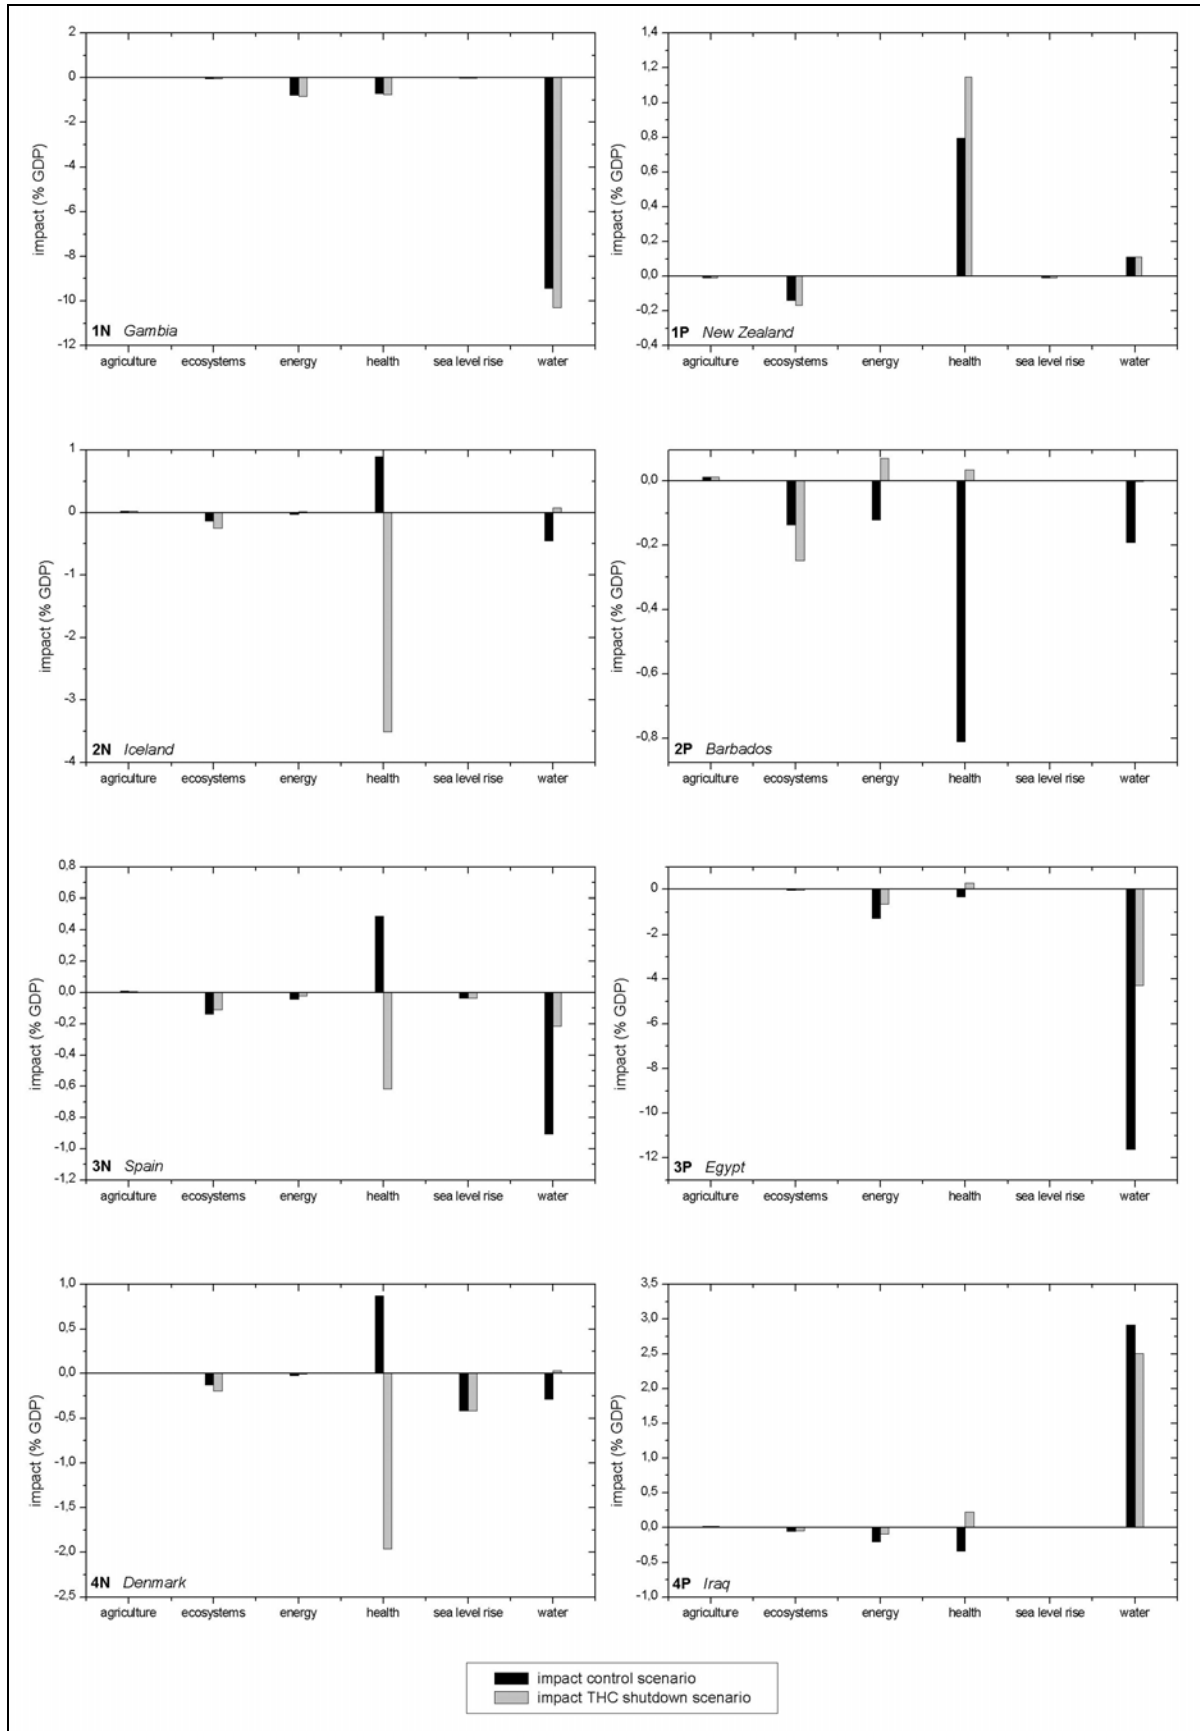 2
0
-2
-4
-6
-8
-10
-12
impact (% GDP)
1N Gambia
agriculture ecosystems energy health sea level rise water
1,4
1,2
1,0
0,8
0,6
0,4
0,2
0,0
-0,2
-0,4
impact (% GDP)
1P New Zealand
agriculture ecosystems energy health sea level rise water
1
0
-1
-2
-3
-4
impact (% GDP)
2N Iceland
agriculture ecosystems energy health sea level rise water
0,0
-0,2
-0,4
-0,6
-0,8
impact (% GDP)
2P Barbados
agriculture ecosystems energy health sea level rise water
0,8
0,6
0,4
0,2
0,0
-0,2
-0,4
-0,6
-0,8
-1,0
-1,2
impact (% GDP)
3N Spain
agriculture ecosystems energy health sea level rise water
0
-2
-4
-6
-8
-10
-12
impact (% GDP)
3P Egypt
agriculture ecosystems energy health sea level rise water
1,0
0,5
0,0
-0,5
-1,0
-1,5
-2,0
-2,5
impact (% GDP)
4N Denmark
agriculture ecosystems energy health sea level rise water
3,5
3,0
2,5
2,0
1,5
1,0
0,5
0,0
-0,5
-1,0
impact (% GDP)
4P Iraq
agriculture ecosystems energy health sea level rise water
impact control scenario
impact THC shutdown scenario